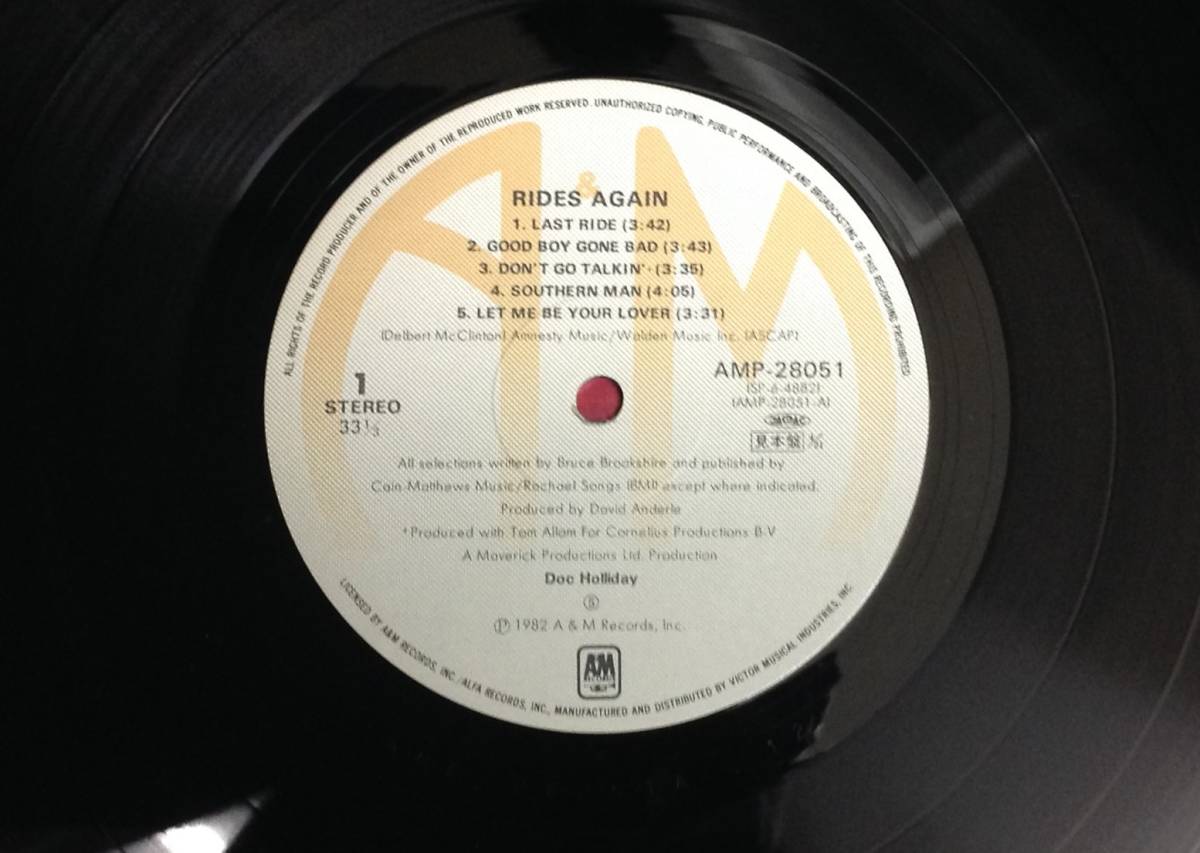 ALL RIGHTS OF THE RECORD PRODUCER AND OF THE OWNER OF THE REPRODUCED WORK RESERVED. UNAUTHORIZED COPYING, PUBLIC PERFORMANCE AND BROADCASTING OF THIS RECORDING PROHIBITED
A&M
RIDES AGAIN
1. LAST RIDE (3:42)
2. GOOD BOY GONE BAD (3:43)
3. DON'T GO TALKIN'* (3:35)
4. SOUTHERN MAN (4:05)
5. LET ME BE YOUR LOVER (3:31)
(Delbert McClinton) Amnesty Music/Walden Music Inc. (ASCAP)
1
STEREO
33⅓
AMP-28051
(SP-6-4882)
(AMP-28051-A)
JASRAC
見本盤
All selections written by Bruce Brookshire and published by
Cain-Matthews Music/Rachael Songs (BMI) except where indicated.
Produced by David Anderle
*Produced with Tom Allom For Cornelius Productions B.V
A Maverick Productions Ltd. Production
Doc Holliday
Ⓢ
Ⓟ 1982 A & M Records, Inc.
A&M
RECORDS
LICENSED BY A&M RECORDS, INC./ALFA RECORDS, INC., MANUFACTURED AND DISTRIBUTED BY VICTOR MUSICAL INDUSTRIES, INC.